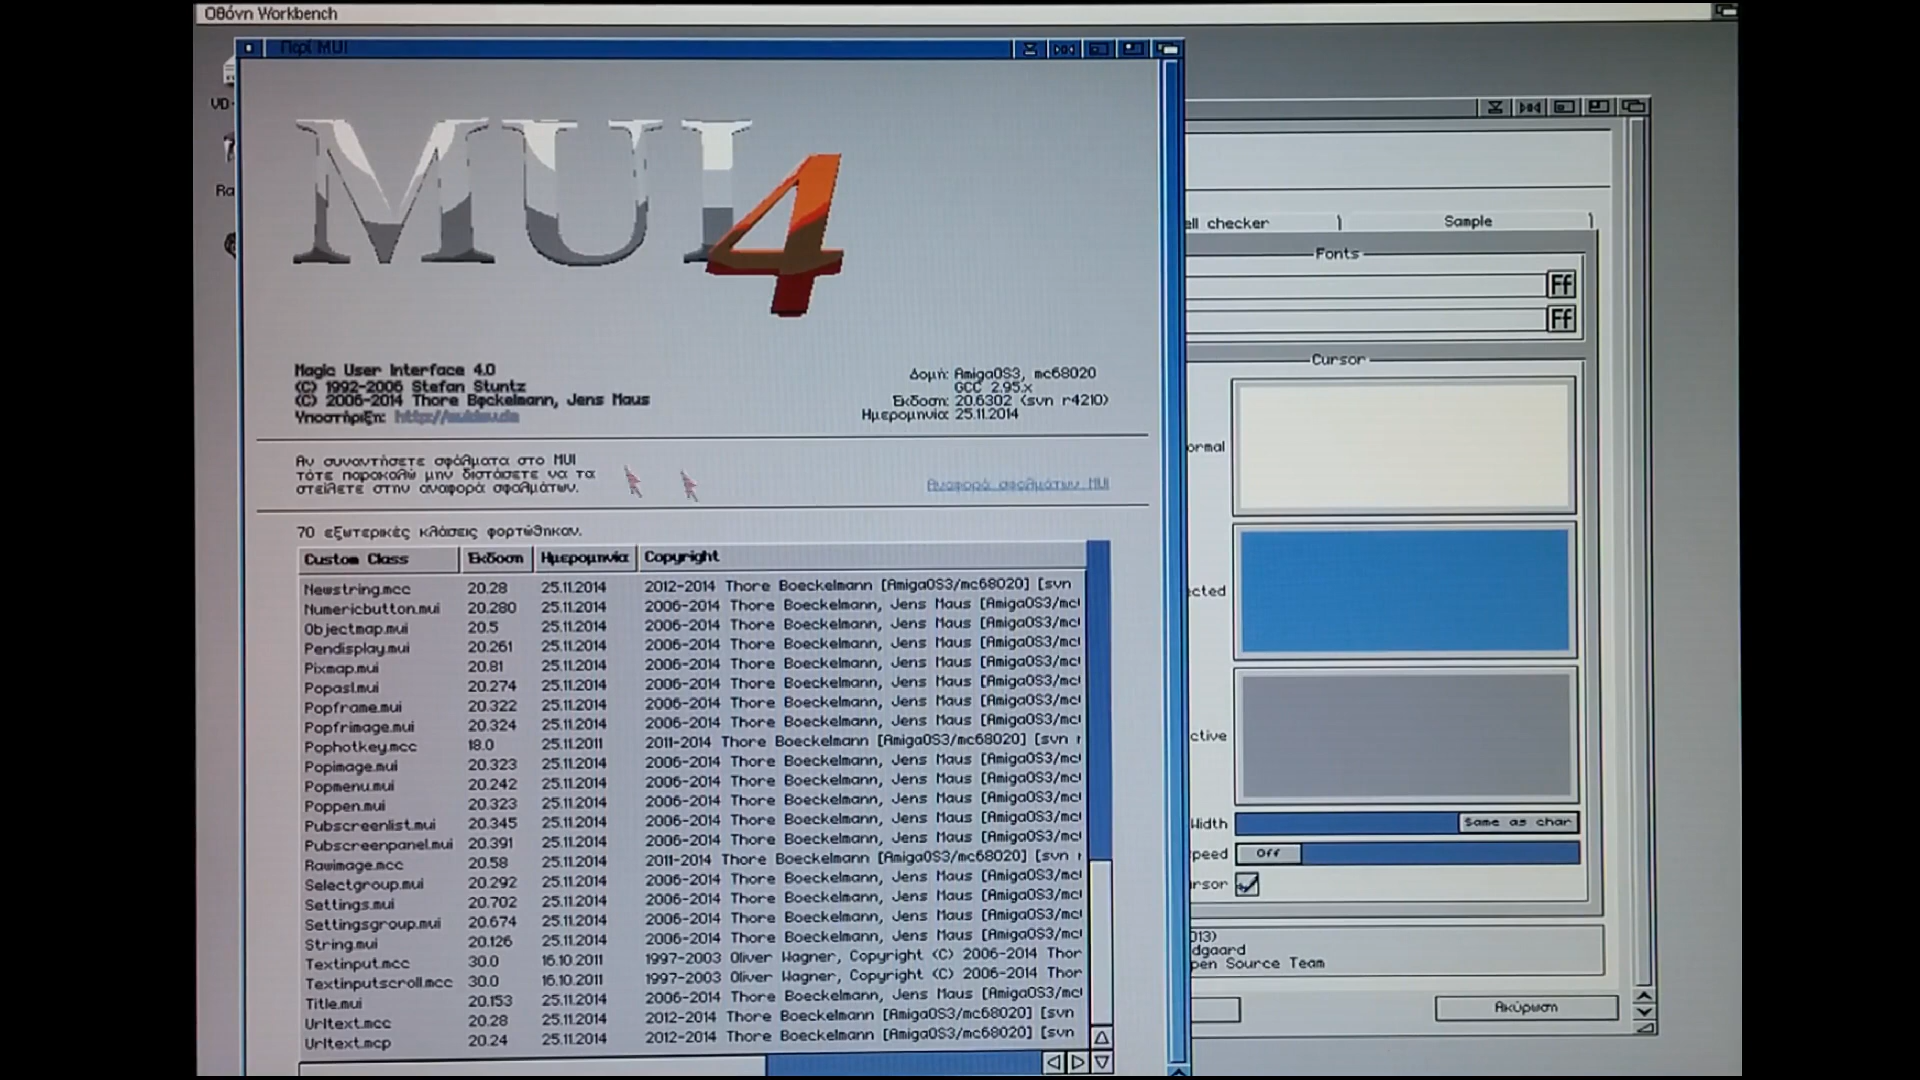 Οθόνη Workbench
Περί MUI
MUI 4
Magic User Interface 4.0
(C) 1992-2006 Stefan Stuntz
(C) 2006-2014 Thore Böckelmann, Jens Maus
Υποστήριξη: http://muidev.de
Δομή: AmigaOS3, mc68020
GCC 2.95.x
Έκδοση: 20.6302 (svn r4210)
Ημερομηνία: 25.11.2014
Αν συναντήσετε σφάλματα στο MUI
τότε παρακαλώ μην διστάσετε να τα
στείλετε στην αναφορά σφαλμάτων.
Αναφορά σφαλμάτων MUI
70 εξωτερικές κλάσεις φορτώθηκαν.
Custom Class Έκδοση Ημερομηνία Copyright
Newstring.mcc 20.28 25.11.2014 2012-2014 Thore Boeckelmann [AmigaOS3/mc68020] [svn
Numericbutton.mui 20.280 25.11.2014 2006-2014 Thore Boeckelmann, Jens Maus [AmigaOS3/mc
Objectmap.mui 20.5 25.11.2014 2006-2014 Thore Boeckelmann, Jens Maus [AmigaOS3/mc
Pendisplay.mui 20.261 25.11.2014 2006-2014 Thore Boeckelmann, Jens Maus [AmigaOS3/mc
Pixmap.mui 20.81 25.11.2014 2006-2014 Thore Boeckelmann, Jens Maus [AmigaOS3/mc
Popasl.mui 20.274 25.11.2014 2006-2014 Thore Boeckelmann, Jens Maus [AmigaOS3/mc
Popframe.mui 20.322 25.11.2014 2006-2014 Thore Boeckelmann, Jens Maus [AmigaOS3/mc
Popfrimage.mui 20.324 25.11.2014 2006-2014 Thore Boeckelmann, Jens Maus [AmigaOS3/mc
Pophotkey.mcc 18.0 25.11.2011 2011-2014 Thore Boeckelmann [AmigaOS3/mc68020] [svn r
Popimage.mui 20.323 25.11.2014 2006-2014 Thore Boeckelmann, Jens Maus [AmigaOS3/mc
Popmenu.mui 20.242 25.11.2014 2006-2014 Thore Boeckelmann, Jens Maus [AmigaOS3/mc
Poppen.mui 20.323 25.11.2014 2006-2014 Thore Boeckelmann, Jens Maus [AmigaOS3/mc
Pubscreenlist.mui 20.345 25.11.2014 2006-2014 Thore Boeckelmann, Jens Maus [AmigaOS3/mc
Pubscreenpanel.mui 20.391 25.11.2014 2006-2014 Thore Boeckelmann, Jens Maus [AmigaOS3/mc
Rawimage.mcc 20.58 25.11.2014 2011-2014 Thore Boeckelmann [AmigaOS3/mc68020] [svn r
Selectgroup.mui 20.292 25.11.2014 2006-2014 Thore Boeckelmann, Jens Maus [AmigaOS3/mc
Settings.mui 20.702 25.11.2014 2006-2014 Thore Boeckelmann, Jens Maus [AmigaOS3/mc
Settingsgroup.mui 20.674 25.11.2014 2006-2014 Thore Boeckelmann, Jens Maus [AmigaOS3/mc
String.mui 20.126 25.11.2014 2006-2014 Thore Boeckelmann, Jens Maus [AmigaOS3/mc
Textinput.mcc 30.0 16.10.2011 1997-2003 Oliver Wagner, Copyright (C) 2006-2014 Thor
Textinputscroll.mcc 30.0 16.10.2011 1997-2003 Oliver Wagner, Copyright (C) 2006-2014 Thor
Title.mui 20.153 25.11.2014 2006-2014 Thore Boeckelmann, Jens Maus [AmigaOS3/mc
Urltext.mcc 20.28 25.11.2014 2012-2014 Thore Boeckelmann [AmigaOS3/mc68020] [svn
Urltext.mcp 20.24 25.11.2014 2012-2014 Thore Boeckelmann [AmigaOS3/mc68020] [svn
VD
Ra
ell checker
Sample
Fonts
Ff
Ff
Cursor
ormal
cted
ctive
Width Same as char
peed Off
rsor
013)
dgaard
pen Source Team
Ακύρωση